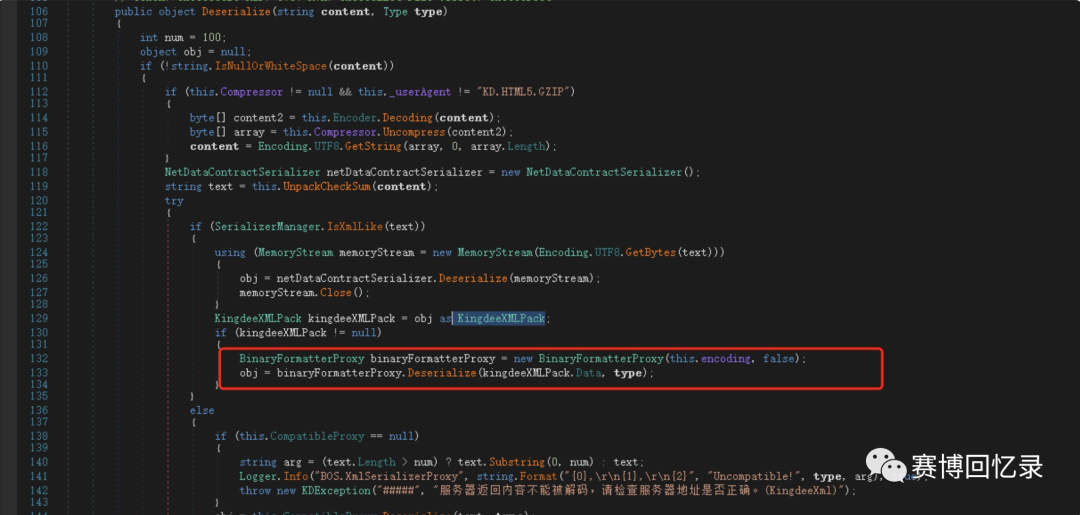 106 public object Deserialize(string content, Type type)
107 {
108 int num = 100;
109 object obj = null;
110 if (!string.IsNullOrWhiteSpace(content))
111 {
112 if (this.Compressor != null && this._userAgent != "KD.HTML5.GZIP")
113 {
114 byte[] content2 = this.Encoder.Decoding(content);
115 byte[] array = this.Compressor.Uncompress(content2);
116 content = Encoding.UTF8.GetString(array, 0, array.Length);
117 }
118 NetDataContractSerializer netDataContractSerializer = new NetDataContractSerializer();
119 string text = this.UnpackCheckSum(content);
120 try
121 {
122 if (SerializerManager.IsXmlLike(text))
123 {
124 using (MemoryStream memoryStream = new MemoryStream(Encoding.UTF8.GetBytes(text)))
125 {
126 obj = netDataContractSerializer.Deserialize(memoryStream);
127 memoryStream.Close();
128 }
129 KingdeeXMLPack kingdeeXMLPack = obj as KingdeeXMLPack;
130 if (kingdeeXMLPack != null)
131 {
132 BinaryFormatterProxy binaryFormatterProxy = new BinaryFormatterProxy(this.encoding, false);
133 obj = binaryFormatterProxy.Deserialize(kingdeeXMLPack.Data, type);
134 }
135 }
136 else
137 {
138 if (this.CompatibleProxy == null)
139 {
140 string arg = (text.Length > num) ? text.Substring(0, num) : text;
141 Logger.Info("BOS.XmlSerializerProxy", string.Format("{0},\r\n{1},\r\n{2}", "Uncompatible!", type, arg),
142 throw new KDException("#####", "服务器返回内容不能被解码，请检查服务器地址是否正确。(KingdeeXml)");
143 }
赛博回忆录